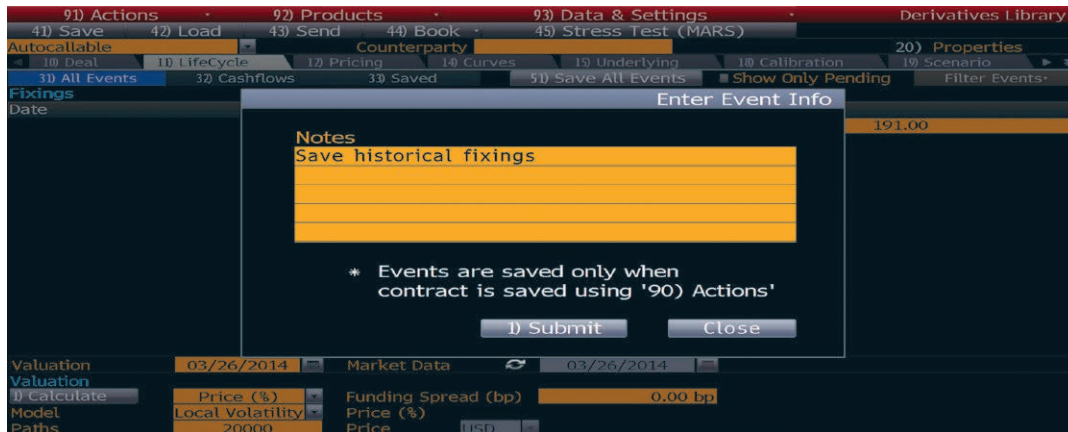 91) Actions 92) Products 93) Data & Settings Derivatives Library
41) Save 42) Load 43) Send 44) Book 45) Stress Test (MARS)
Autocallable Counterparty 20) Properties
10) Deal 11) LifeCycle 12) Pricing 14) Curves 15) Underlying 18) Calibration 19) Scenario
31) All Events 32) Cashflows 33) Saved 51) Save All Events Show Only Pending Filter Events
Fixings
Enter Event Info
Date
191.00
Notes
Save historical fixings
* Events are saved only when
contract is saved using '90) Actions'
1) Submit Close
Valuation 03/26/2014 Market Data 03/26/2014
Valuation
1) Calculate Price (%) Funding Spread (bp) 0.00 bp
Model Local Volatility Price (%)
Paths 20000 Price USD